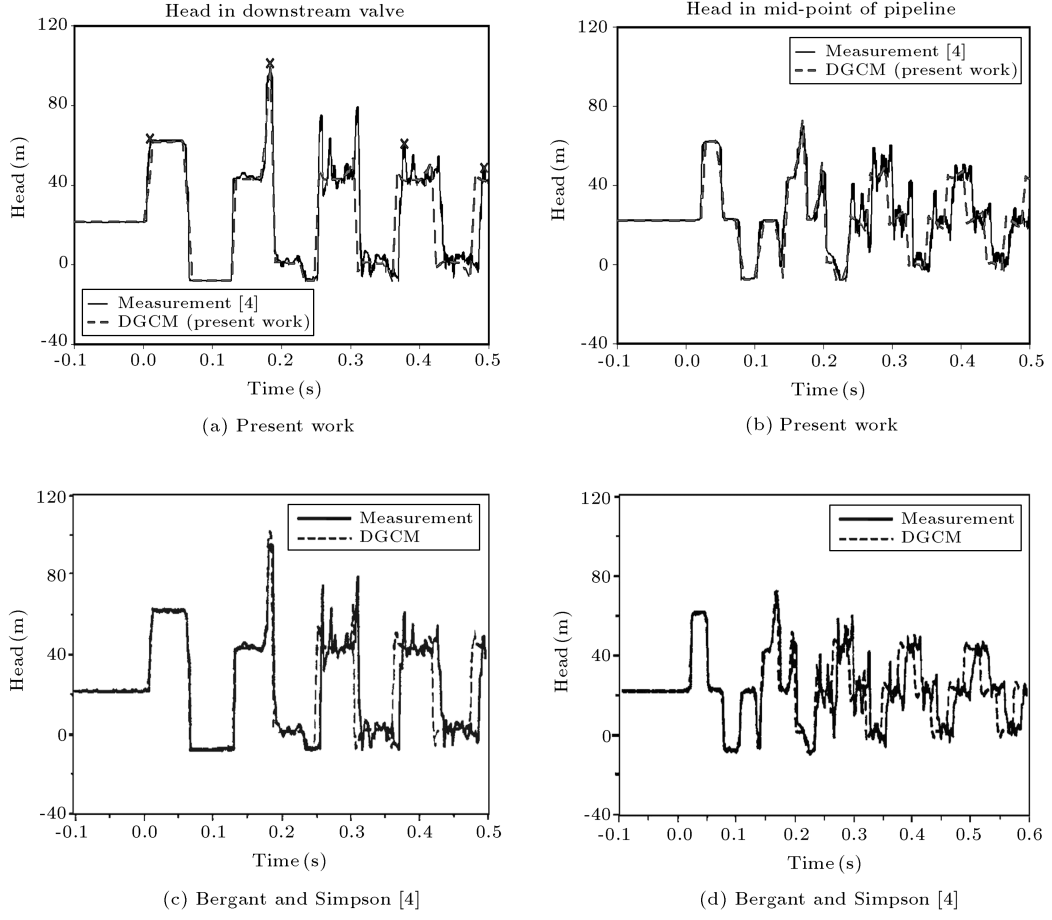 Head in downstream valve
120
80
40
0
-40
Head (m)
Measurement [4]
DGCM (present work)
-0.1 0.0 0.1 0.2 0.3 0.4 0.5
Time (s)
(a) Present work
Head in mid-point of pipeline
120
80
40
0
-40
Head (m)
Measurement [4]
DGCM (present work)
-0.1 0.0 0.1 0.2 0.3 0.4 0.5
Time (s)
(b) Present work
120
80
40
0
-40
Head (m)
Measurement
DGCM
-0.1 0.0 0.1 0.2 0.3 0.4 0.5
Time (s)
(c) Bergant and Simpson [4]
120
80
40
0
-40
Head (m)
Measurement
DGCM
-0.1 0.0 0.1 0.2 0.3 0.4 0.5 0.6
Time (s)
(d) Bergant and Simpson [4]